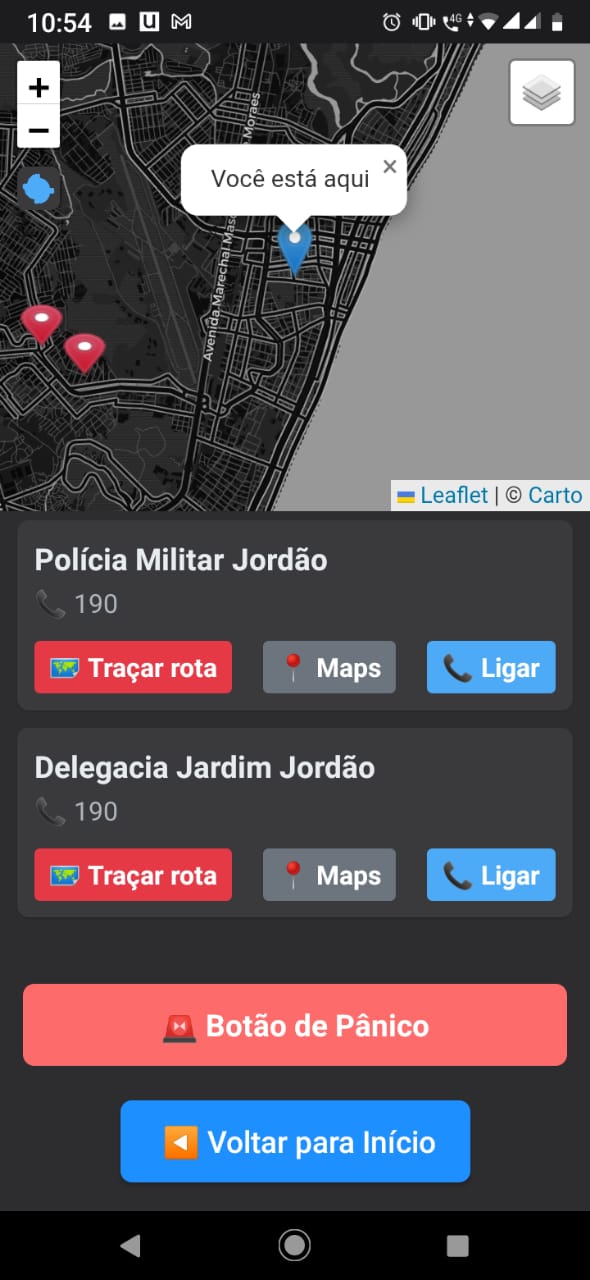 10:54
4G
+
−
Moraes
Você está aqui
×
Avenida Marechal Mas
Leaflet | © Carto
Polícia Militar Jordão
190
Traçar rota
Maps
Ligar
Delegacia Jardim Jordão
190
Traçar rota
Maps
Ligar
Botão de Pânico
Voltar para Início